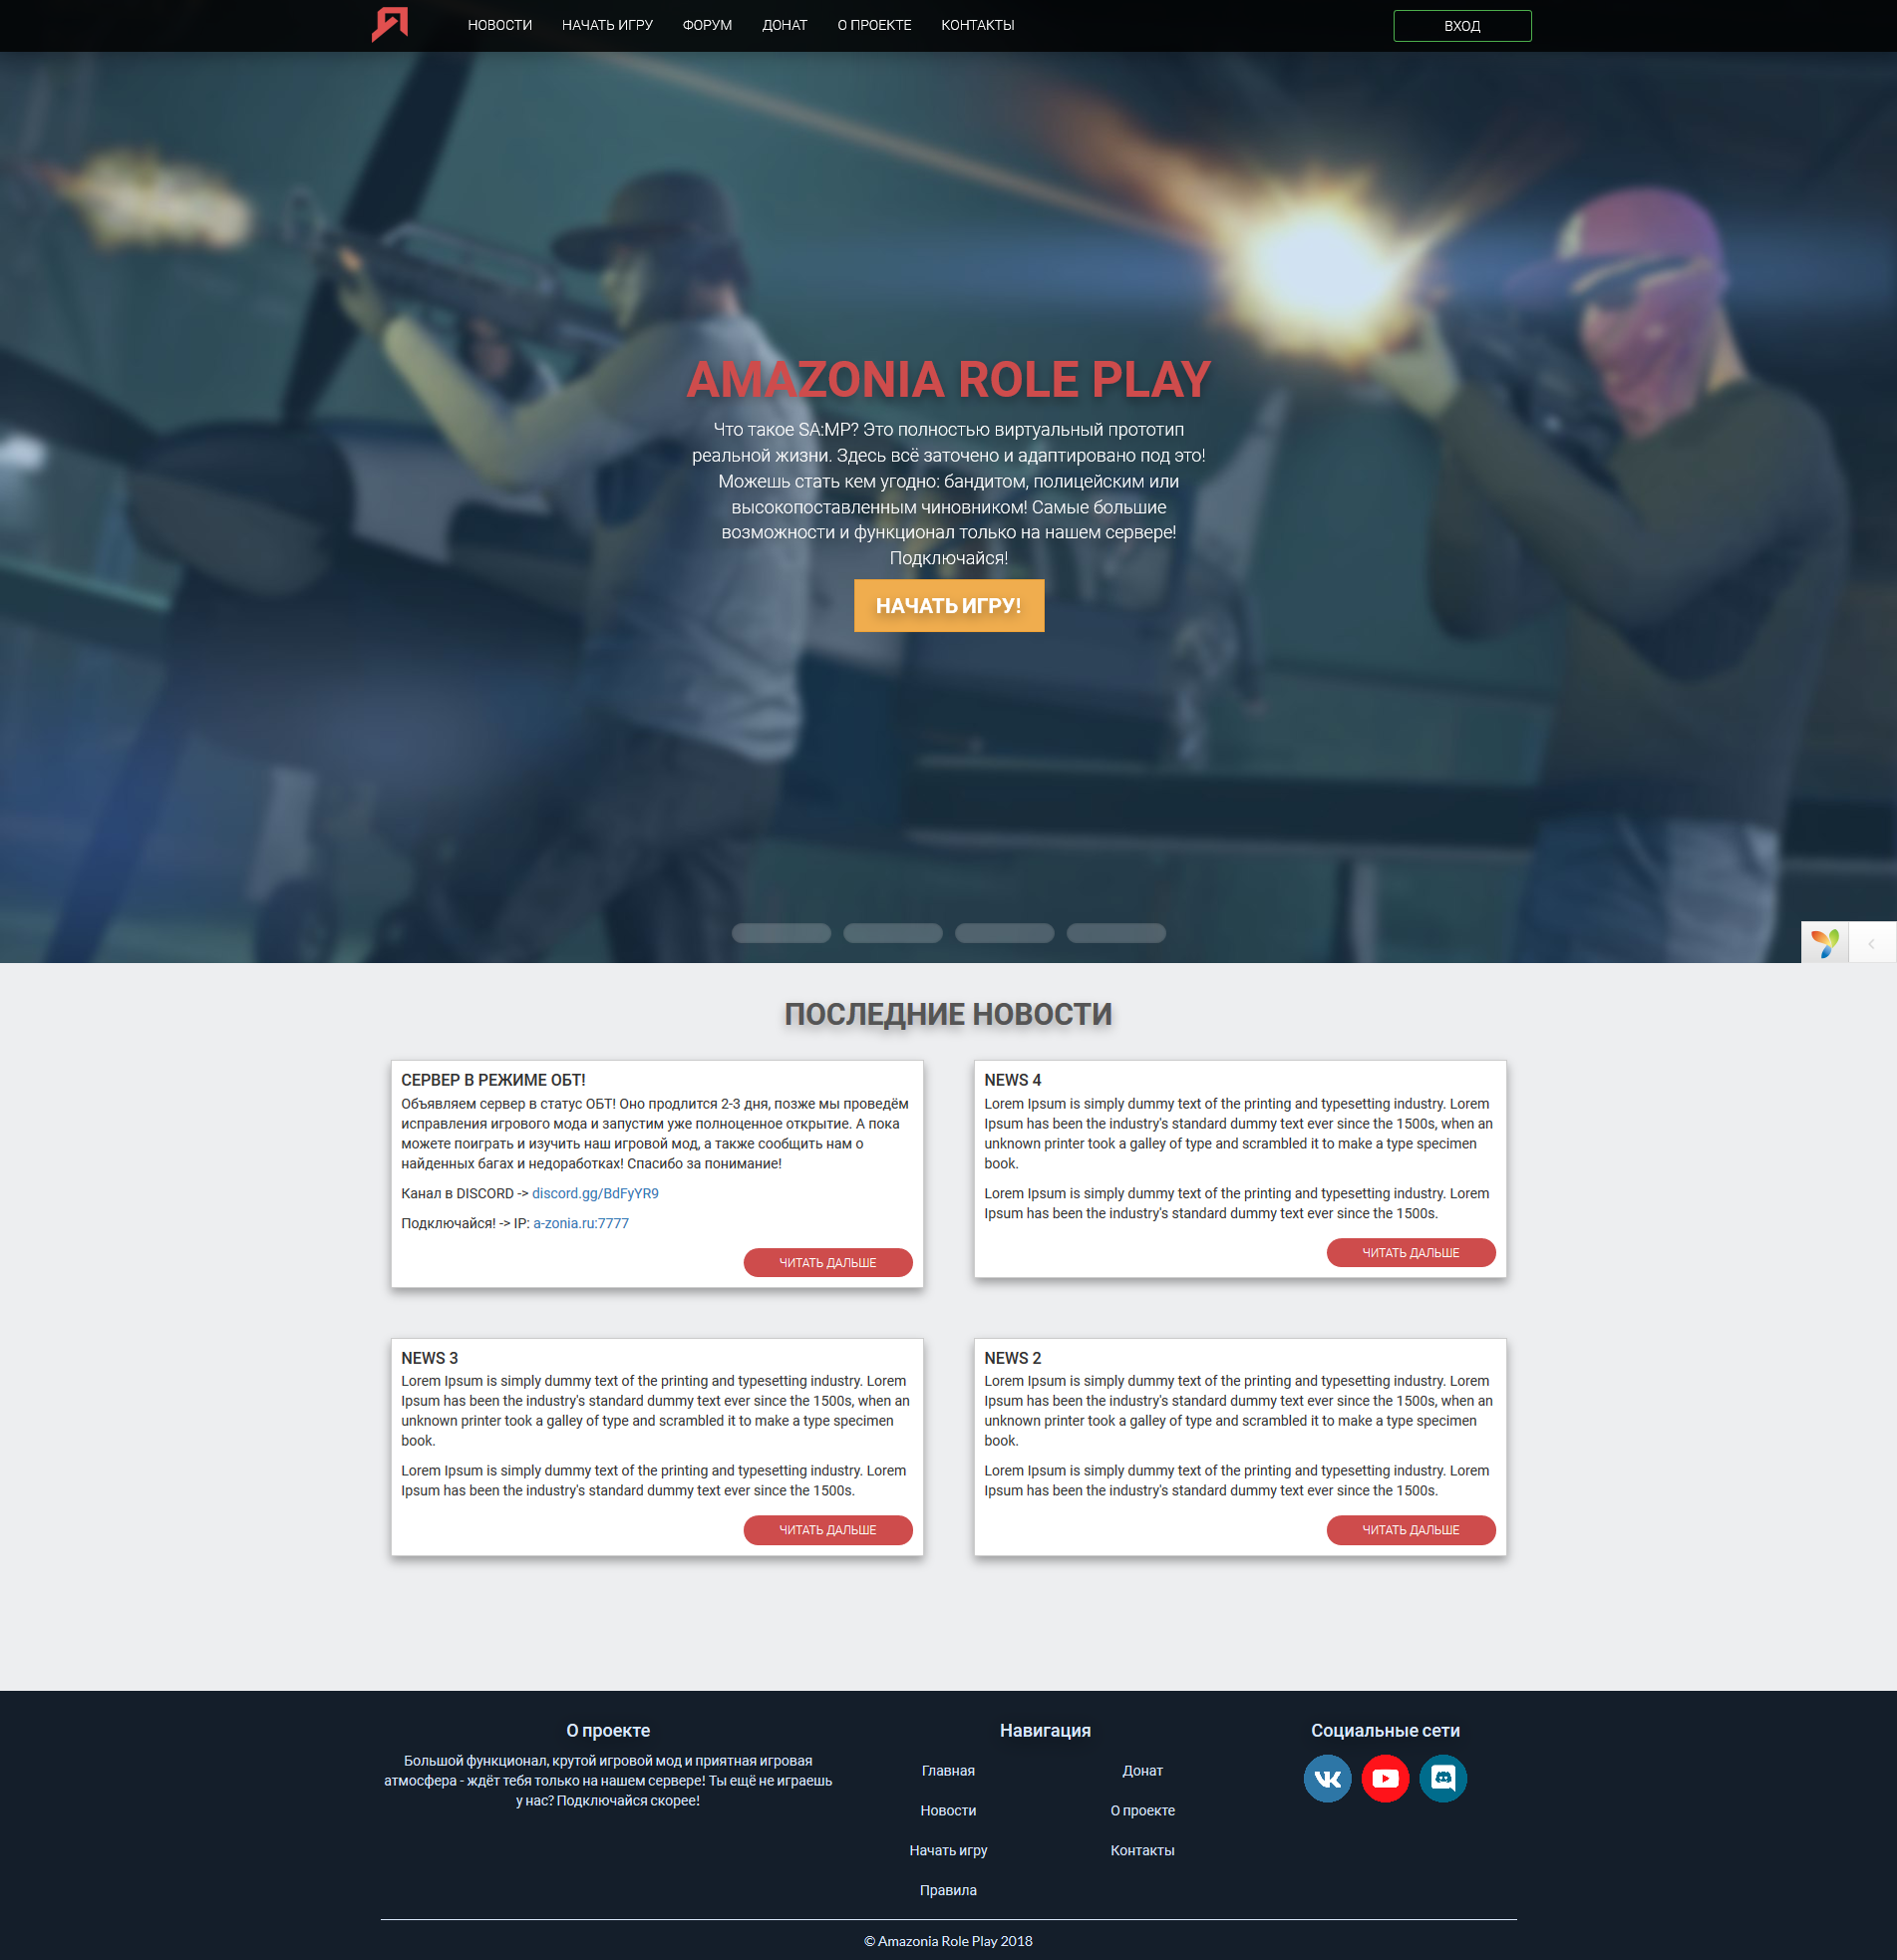 НОВОСТИ НАЧАТЬ ИГРУ ФОРУМ ДОНАТ О ПРОЕКТЕ КОНТАКТЫ ВХОД
AMAZONIA ROLE PLAY
Что такое SA:MP? Это полностью виртуальный прототип
реальной жизни. Здесь всё заточено и адаптировано под это!
Можешь стать кем угодно: бандитом, полицейским или
высокопоставленным чиновником! Самые большие
возможности и функционал только на нашем сервере!
Подключайся!
НАЧАТЬ ИГРУ!
ПОСЛЕДНИЕ НОВОСТИ
СЕРВЕР В РЕЖИМЕ ОБТ!
Объявляем сервер в статус ОБТ! Оно продлится 2-3 дня, позже мы проведём
исправления игрового мода и запустим уже полноценное открытие. А пока
можете поиграть и изучить наш игровой мод, а также сообщить нам о
найденных багах и недоработках! Спасибо за понимание!
Канал в DISCORD -> discord.gg/BdFyYR9
Подключайся! -> IP: a-zonia.ru:7777
ЧИТАТЬ ДАЛЬШЕ
NEWS 4
Lorem Ipsum is simply dummy text of the printing and typesetting industry. Lorem
Ipsum has been the industry's standard dummy text ever since the 1500s, when an
unknown printer took a galley of type and scrambled it to make a type specimen
book.
Lorem Ipsum is simply dummy text of the printing and typesetting industry. Lorem
Ipsum has been the industry's standard dummy text ever since the 1500s.
ЧИТАТЬ ДАЛЬШЕ
NEWS 3
Lorem Ipsum is simply dummy text of the printing and typesetting industry. Lorem
Ipsum has been the industry's standard dummy text ever since the 1500s, when an
unknown printer took a galley of type and scrambled it to make a type specimen
book.
Lorem Ipsum is simply dummy text of the printing and typesetting industry. Lorem
Ipsum has been the industry's standard dummy text ever since the 1500s.
ЧИТАТЬ ДАЛЬШЕ
NEWS 2
Lorem Ipsum is simply dummy text of the printing and typesetting industry. Lorem
Ipsum has been the industry's standard dummy text ever since the 1500s, when an
unknown printer took a galley of type and scrambled it to make a type specimen
book.
Lorem Ipsum is simply dummy text of the printing and typesetting industry. Lorem
Ipsum has been the industry's standard dummy text ever since the 1500s.
ЧИТАТЬ ДАЛЬШЕ
О проекте
Большой функционал, крутой игровой мод и приятная игровая
атмосфера - ждёт тебя только на нашем сервере! Ты ещё не играешь
у нас? Подключайся скорее!
Навигация
Главная
Новости
Начать игру
Правила
Донат
О проекте
Контакты
Социальные сети
© Amazonia Role Play 2018